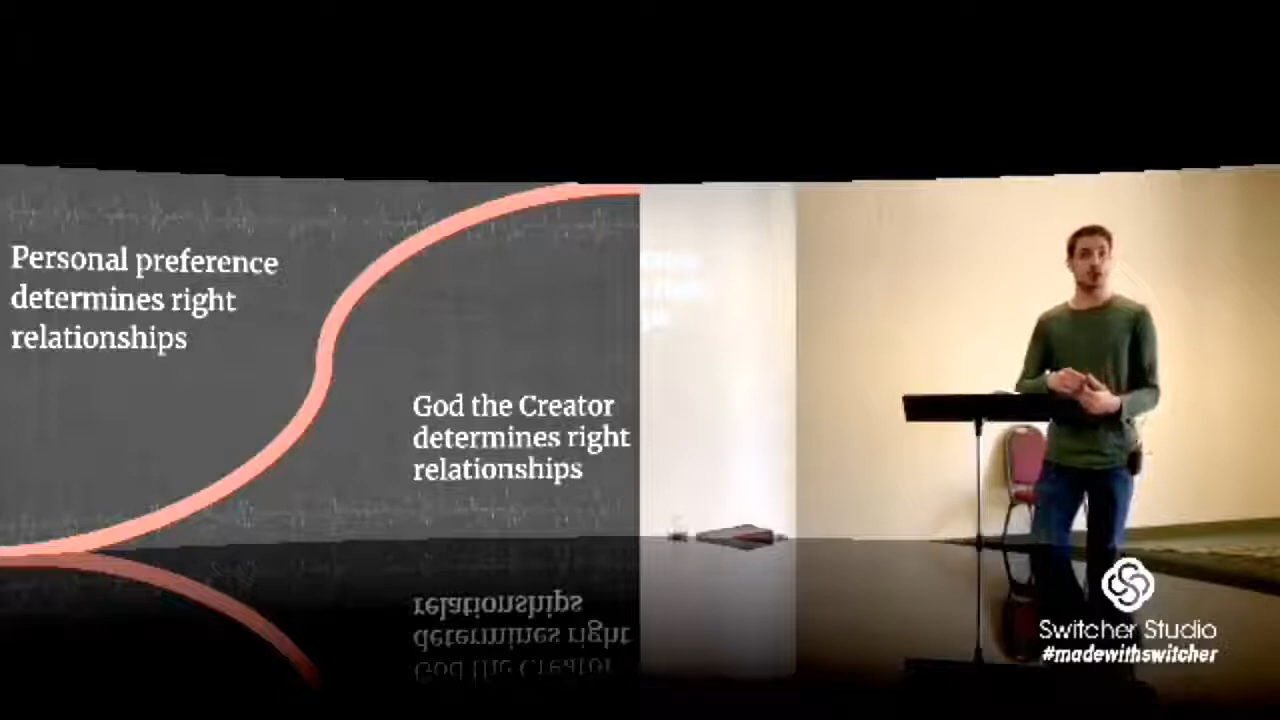 Personal preference
determines right
relationships
God the Creator
determines right
relationships
Switcher Studio
#madewithswitcher